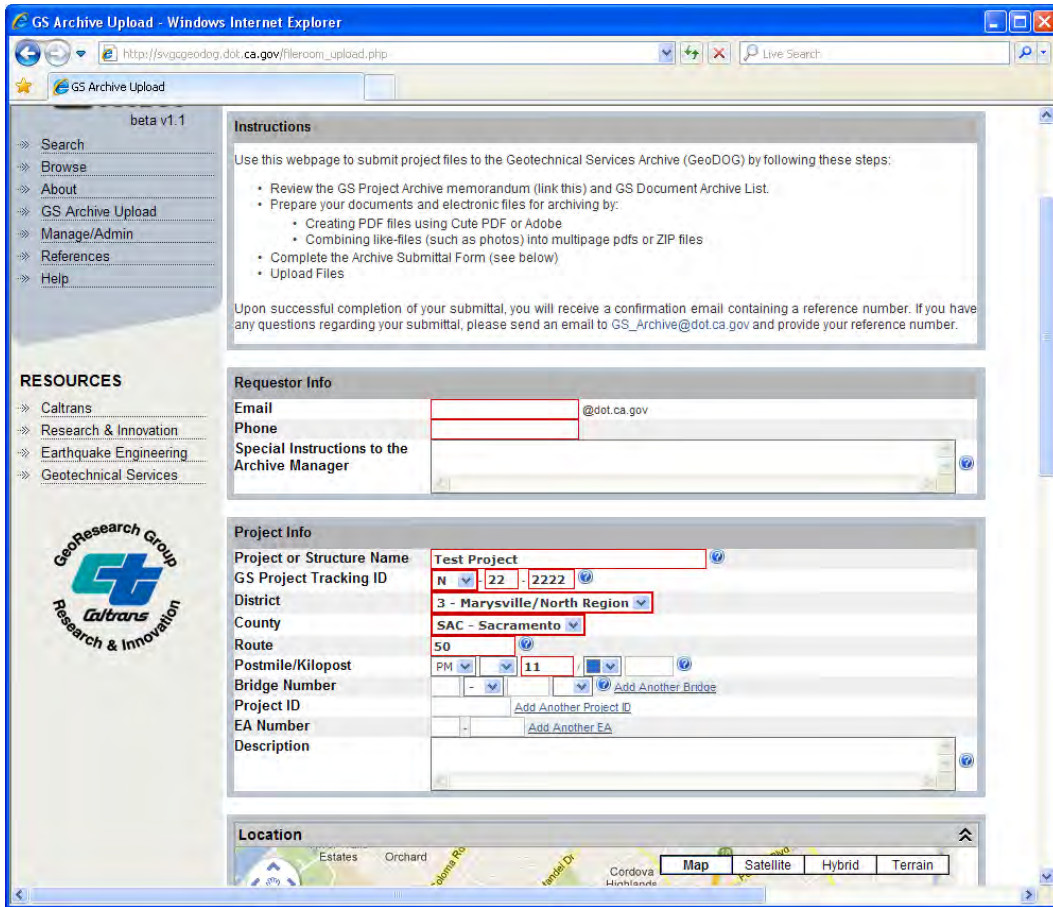 GS Archive Upload - Windows Internet Explorer
http://svgcgeodog.dot.ca.gov/fileroom_upload.php
Live Search
GS Archive Upload
beta v1.1
Search
Browse
About
GS Archive Upload
Manage/Admin
References
Help
RESOURCES
Caltrans
Research & Innovation
Earthquake Engineering
Geotechnical Services
GeoResearch Group
Caltrans
Research & Innovation
Instructions
Use this webpage to submit project files to the Geotechnical Services Archive (GeoDOG) by following these steps:
• Review the GS Project Archive memorandum (link this) and GS Document Archive List.
• Prepare your documents and electronic files for archiving by:
• Creating PDF files using Cute PDF or Adobe
• Combining like-files (such as photos) into multipage pdfs or ZIP files
• Complete the Archive Submittal Form (see below)
• Upload Files
Upon successful completion of your submittal, you will receive a confirmation email containing a reference number. If you have
any questions regarding your submittal, please send an email to GS_Archive@dot.ca.gov and provide your reference number.
Requestor Info
Email @dot.ca.gov
Phone
Special Instructions to the
Archive Manager
Project Info
Project or Structure Name Test Project
GS Project Tracking ID N - 22 - 2222
District 3 - Marysville/North Region
County SAC - Sacramento
Route 50
Postmile/Kilopost PM 11 /
Bridge Number - Add Another Bridge
Project ID Add Another Project ID
EA Number - Add Another EA
Description
Location
Estates Orchard
Cordova
Highlands
Map Satellite Hybrid Terrain